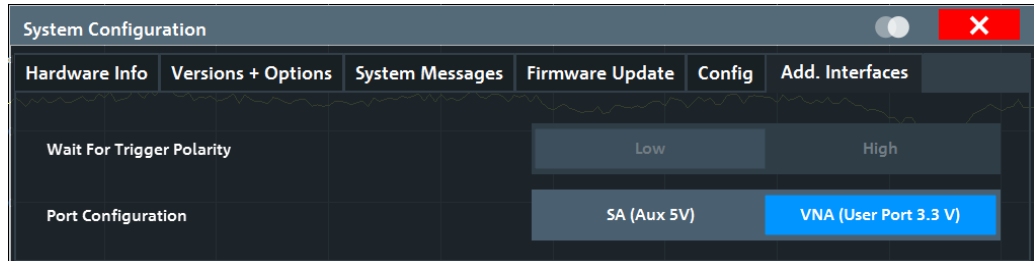 System Configuration
Hardware Info Versions + Options System Messages Firmware Update Config Add. Interfaces
Wait For Trigger Polarity Low High
Port Configuration SA (Aux 5V) VNA (User Port 3.3 V)